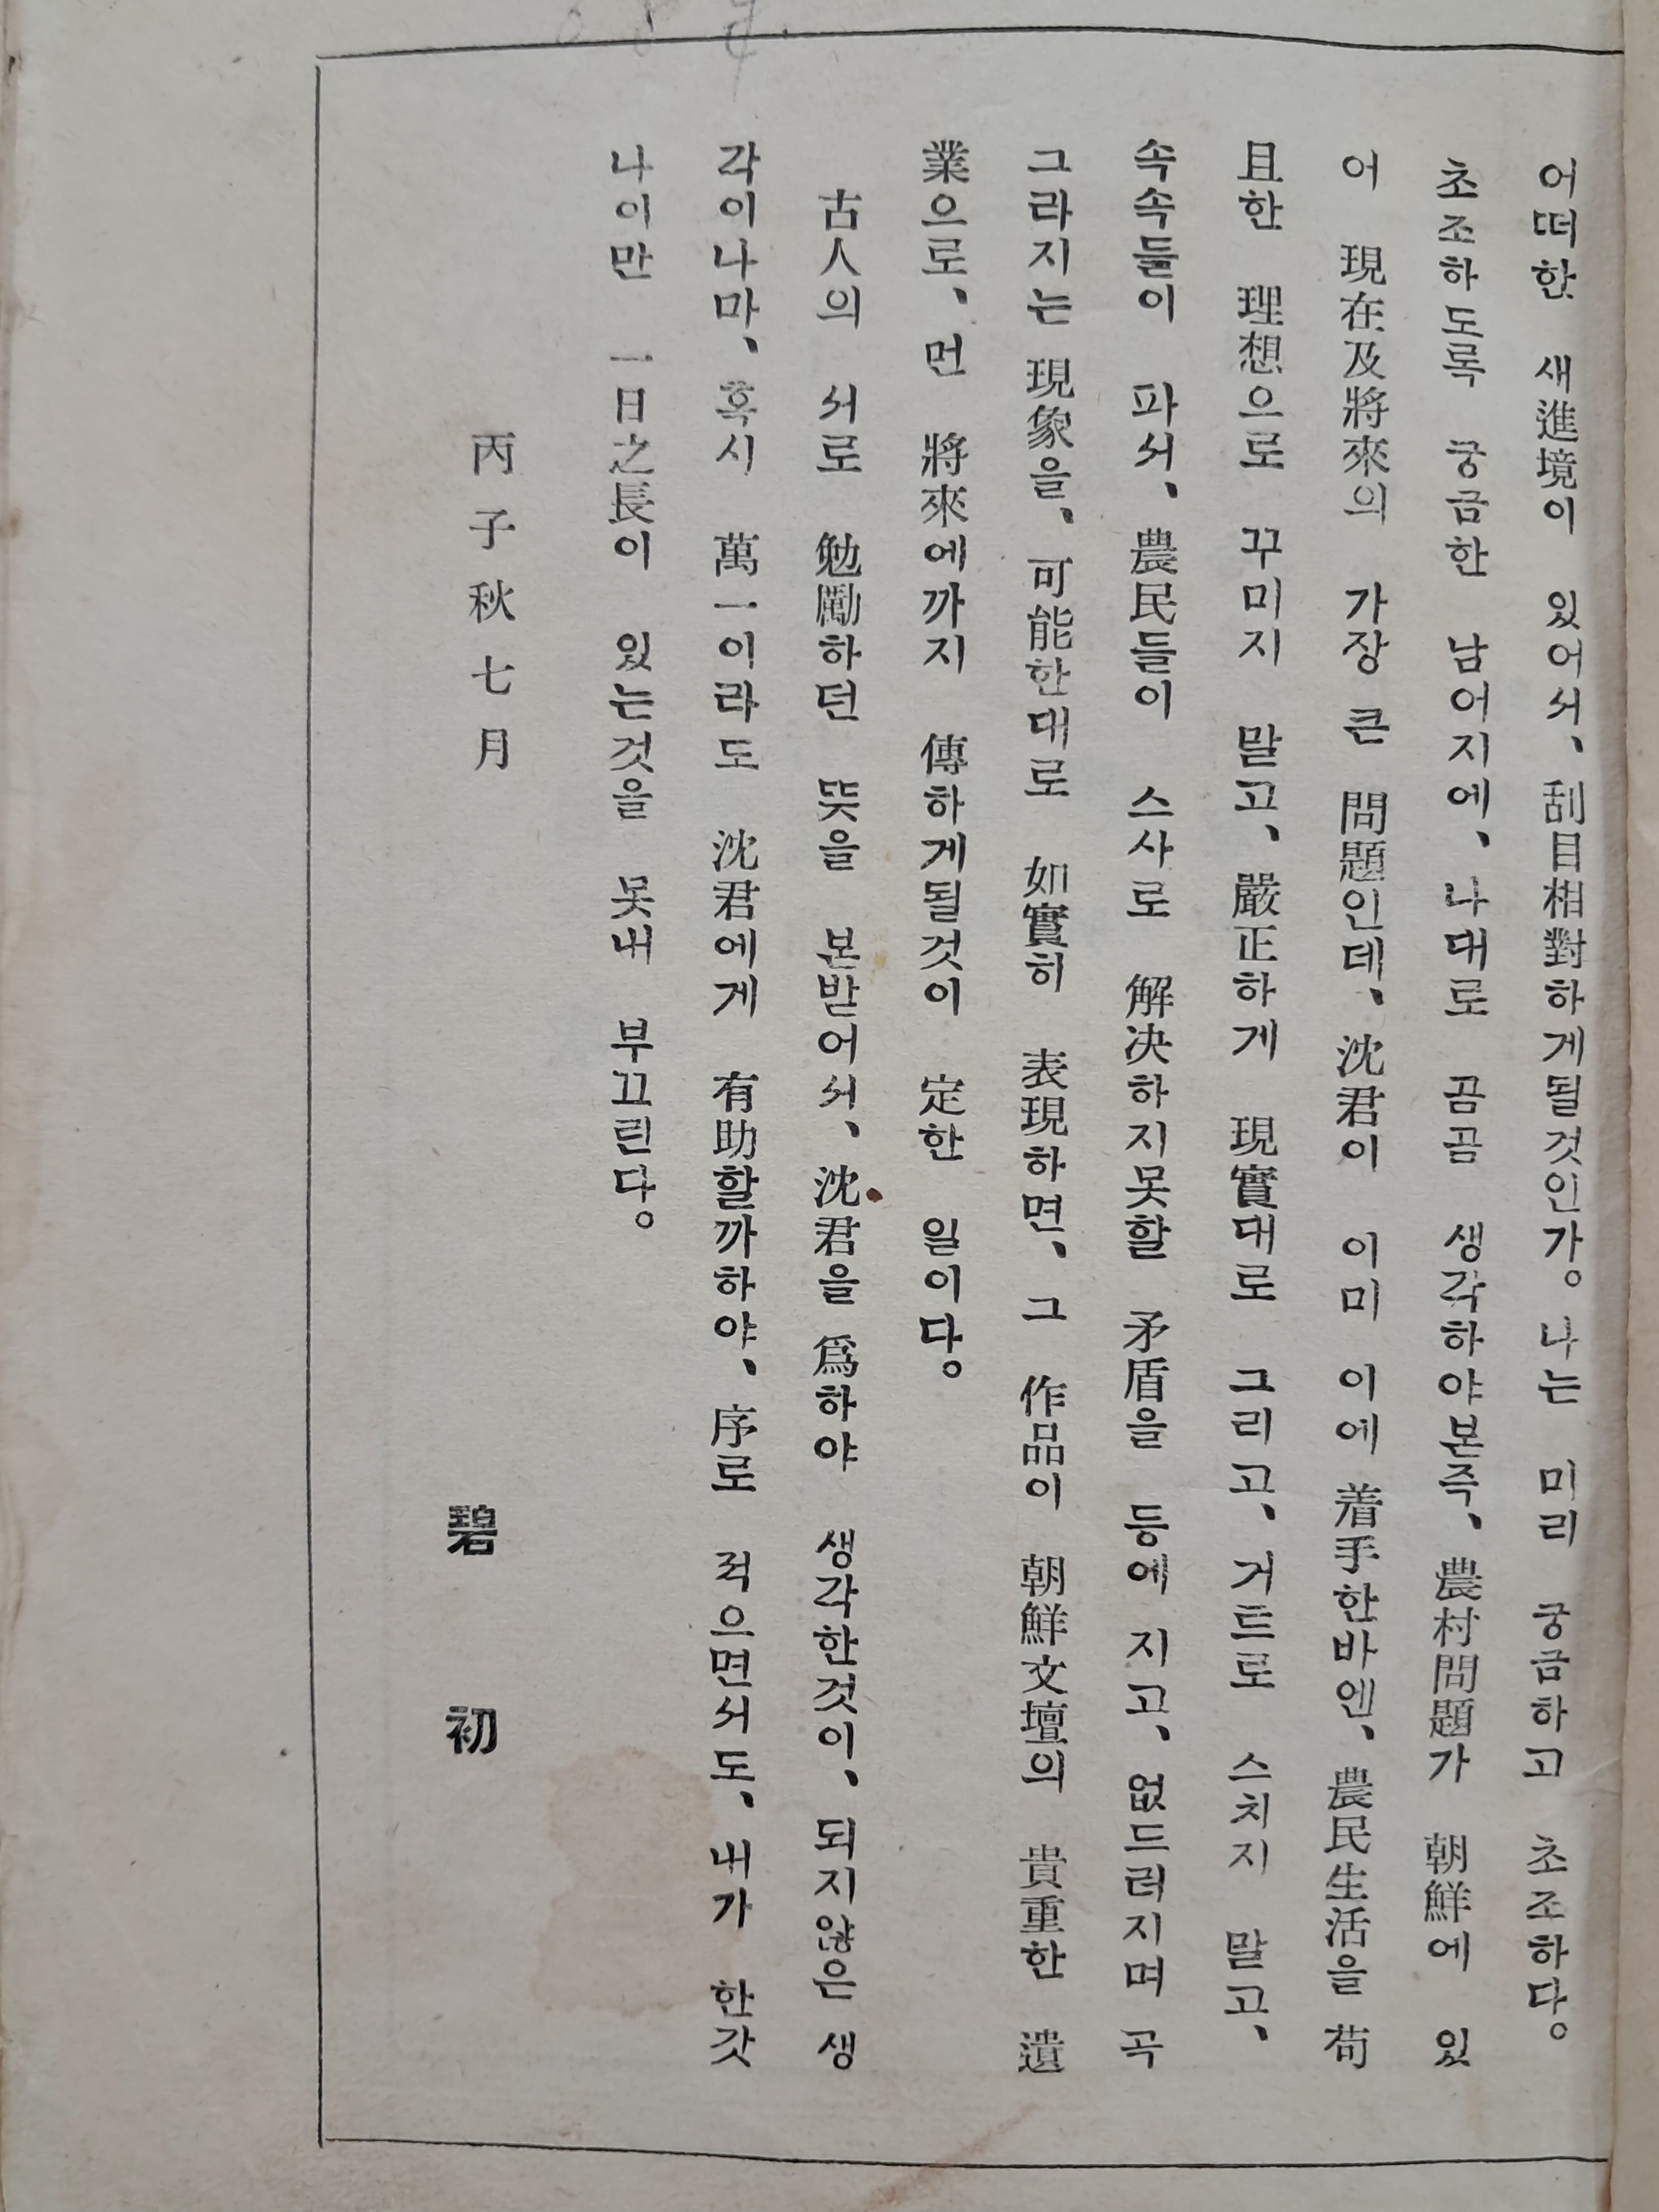 어떠한 새進境이 있어서、刮目相對하게될것인가。나는 미리 궁금하고 초조하다。
초조하도록 궁금한 남어지에、나대로 곰곰 생각하야본즉、農村問題가 朝鮮에 있
어 現在及將來의 가장 큰 問題인데、沈君이 이미 이에 着手한바엔、農民生活을 苟
且한 理想으로 꾸미지 말고、嚴正하게 現實대로 그리고、거트로 스치지 말고、
속속들이 파서、農民들이 스사로 解決하지못할 矛盾을 등에 지고、없드러지며 곡
그라지는 現象을、可能한대로 如實히 表現하면、그 作品이 朝鮮文壇의 貴重한 遺
業으로、먼 將來에까지 傳하게될것이 定한 일이다。
古人의 서로 勉勵하던 뜻을 본받어서、沈君을 爲하야 생각한것이、되지않은 생
각이나마、혹시 萬一이라도 沈君에게 有助할까하야、序로 적으면서도、내가 한갓
나이만 一日之長이 있는것을 못내 부끄린다。
丙子秋七月
碧初